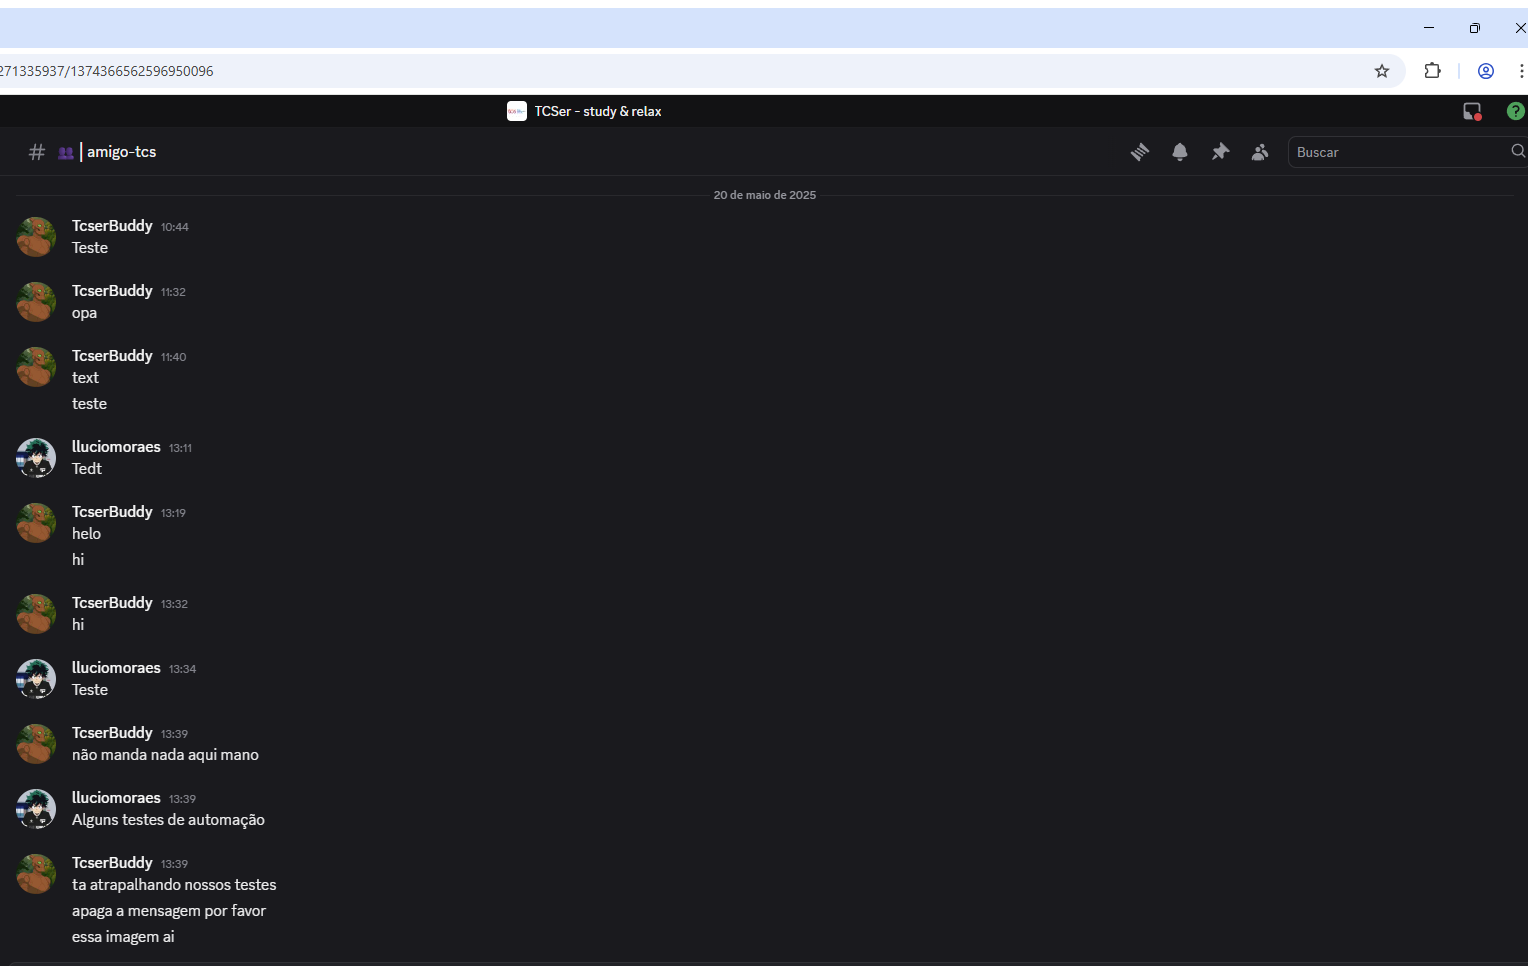 271335937/1374366562596950096
TCSer - study & relax
?
# | amigo-tcs
Buscar
20 de maio de 2025
TcserBuddy 10:44
Teste
TcserBuddy 11:32
opa
TcserBuddy 11:40
text
teste
lluciomoraes 13:11
Tedt
TcserBuddy 13:19
helo
hi
TcserBuddy 13:32
hi
lluciomoraes 13:34
Teste
TcserBuddy 13:39
não manda nada aqui mano
lluciomoraes 13:39
Alguns testes de automação
TcserBuddy 13:39
ta atrapalhando nossos testes
apaga a mensagem por favor
essa imagem ai